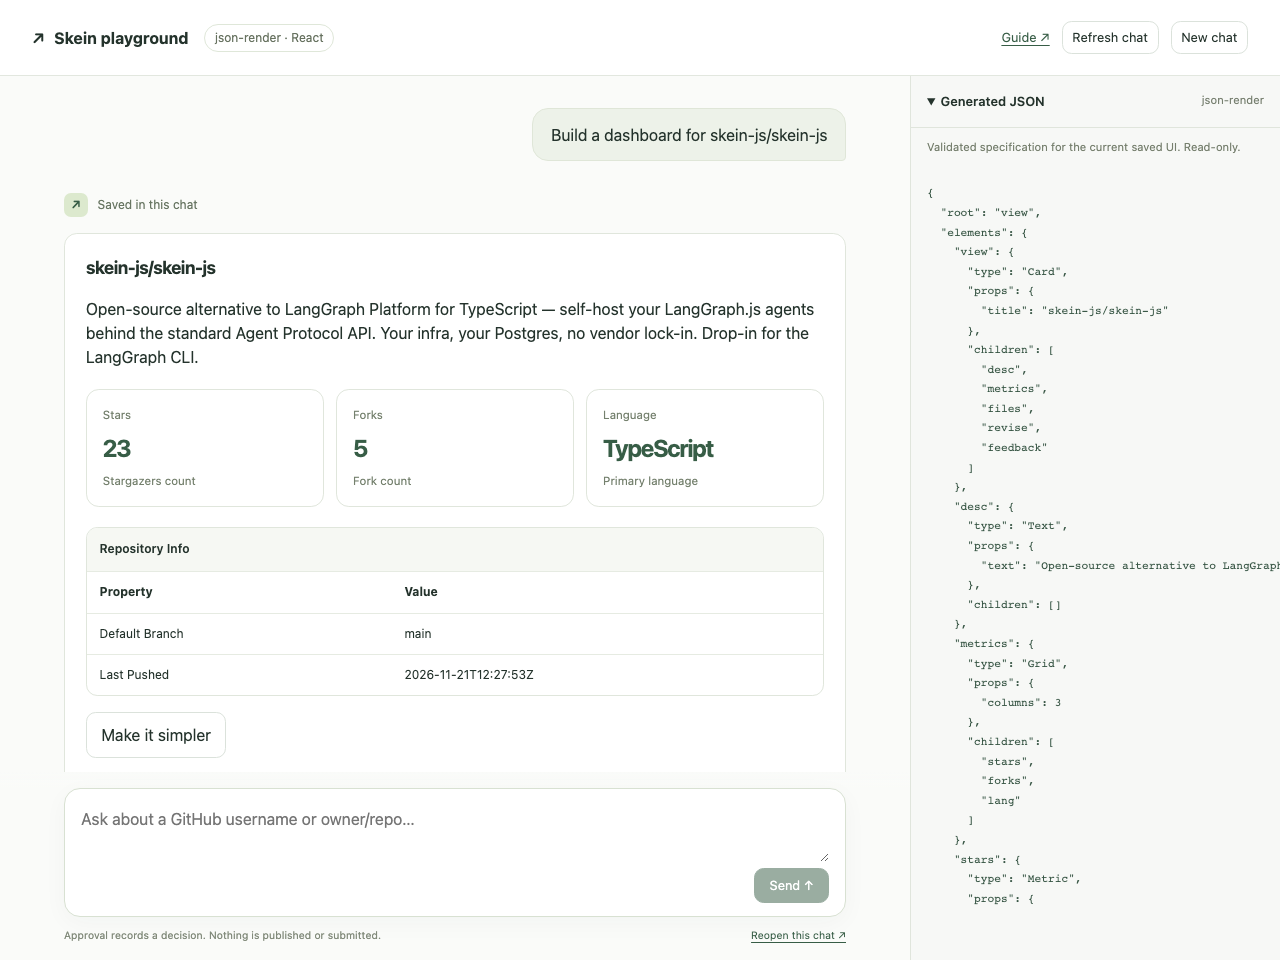 Skein playground
json-render · React
Guide ↗
Refresh chat
New chat
Build a dashboard for skein-js/skein-js
Saved in this chat
skein-js/skein-js
Open-source alternative to LangGraph Platform for TypeScript — self-host your LangGraph.js agents
behind the standard Agent Protocol API. Your infra, your Postgres, no vendor lock-in. Drop-in for the
LangGraph CLI.
Stars
23
Stargazers count
Forks
5
Fork count
Language
TypeScript
Primary language
Repository Info
Property Value
Default Branch main
Last Pushed 2026-11-21T12:27:53Z
Make it simpler
Ask about a GitHub username or owner/repo...
Send ↑
Approval records a decision. Nothing is published or submitted.
Reopen this chat ↗
▼ Generated JSON
json-render
Validated specification for the current saved UI. Read-only.
{
  "root": "view",
  "elements": {
    "view": {
      "type": "Card",
      "props": {
        "title": "skein-js/skein-js"
      },
      "children": [
        "desc",
        "metrics",
        "files",
        "revise",
        "feedback"
      ]
    },
    "desc": {
      "type": "Text",
      "props": {
        "text": "Open-source alternative to LangGraph
      },
      "children": []
    },
    "metrics": {
      "type": "Grid",
      "props": {
        "columns": 3
      },
      "children": [
        "stars",
        "forks",
        "lang"
      ]
    },
    "stars": {
      "type": "Metric",
      "props": {